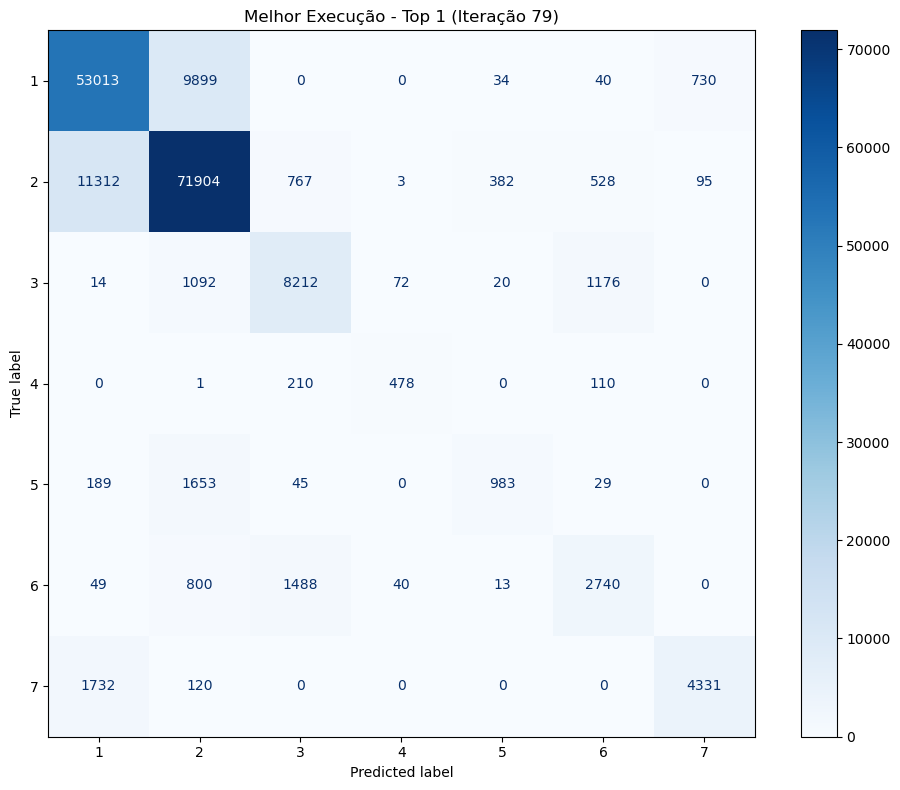 Melhor Execução - Top 1 (Iteração 79)
1 53013 9899 0 0 34 40 730
2 11312 71904 767 3 382 528 95
3 14 1092 8212 72 20 1176 0
4 0 1 210 478 0 110 0
5 189 1653 45 0 983 29 0
6 49 800 1488 40 13 2740 0
7 1732 120 0 0 0 0 4331
1 2 3 4 5 6 7
Predicted label
True label
70000
60000
50000
40000
30000
20000
10000
0